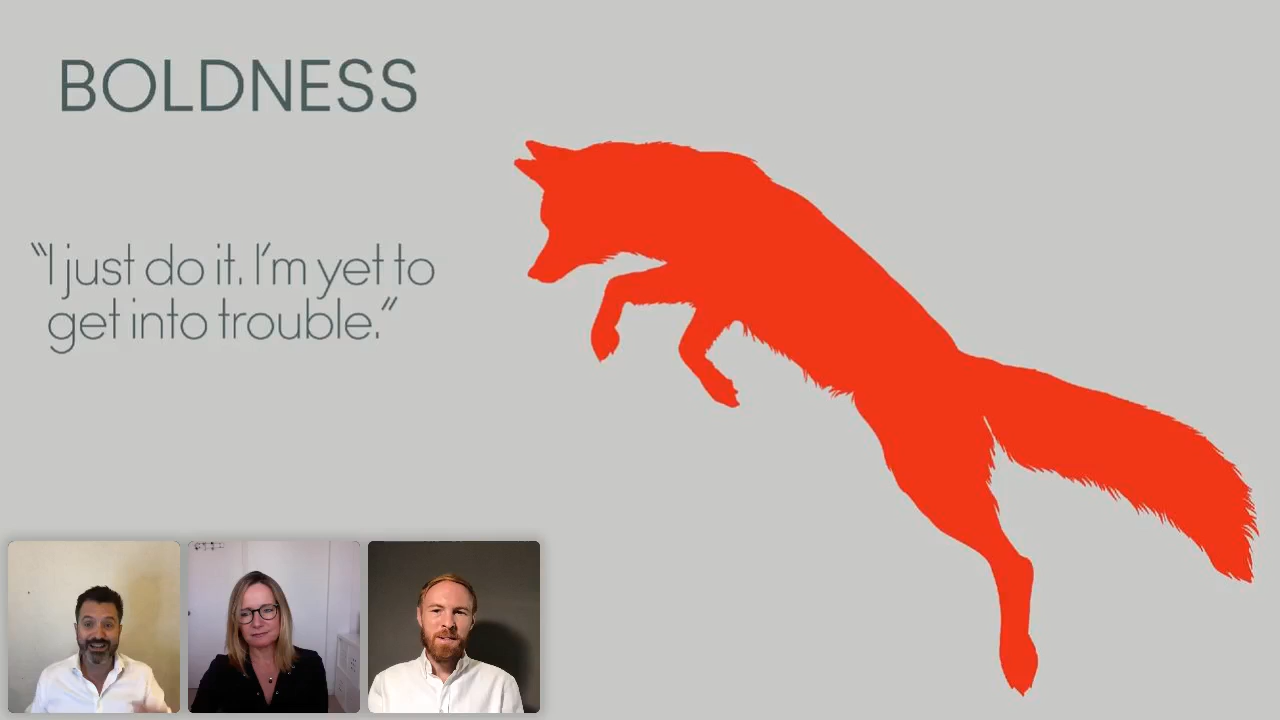 BOLDNESS
“I just do it. I’m yet to
get into trouble.”